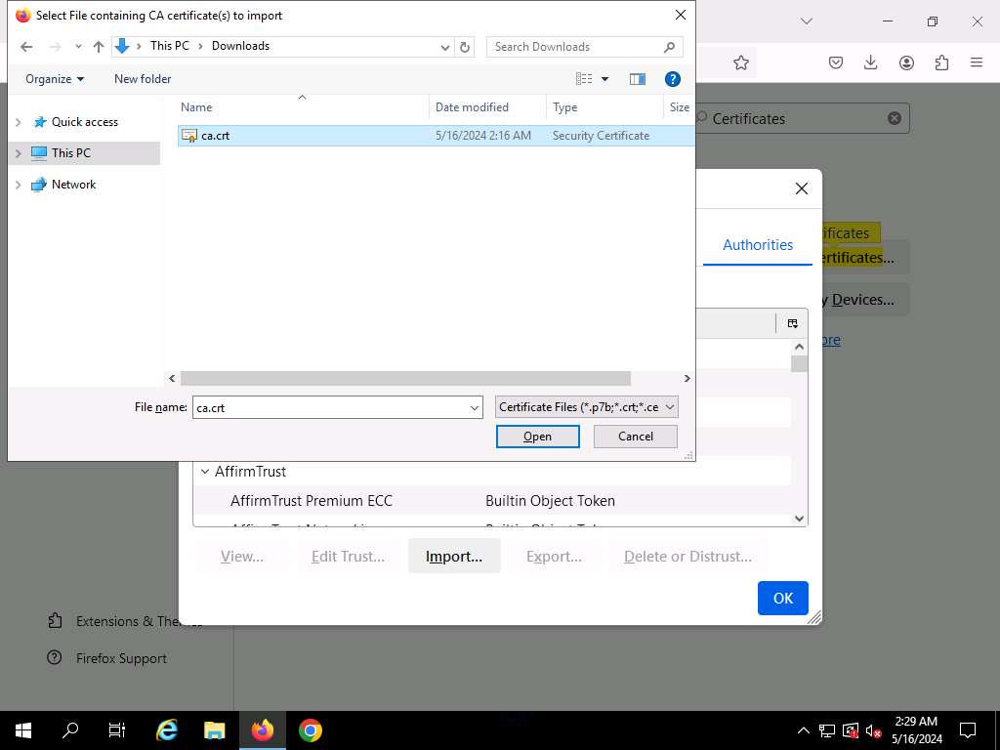 Select File containing CA certificate(s) to import
This PC
Downloads
Search Downloads
Organize
New folder
Name
Date modified
Type
Size
Quick access
This PC
Network
ca.crt
5/16/2024 2:16 AM
Security Certificate
File name:
ca.crt
Certificate Files (*.p7b;*.crt;*.ce
Open
Cancel
Certificates
Authorities
ificates
ertificates...
y Devices...
ore
AffirmTrust
AffirmTrust Premium ECC
Builtin Object Token
View...
Edit Trust...
Import...
Export...
Delete or Distrust...
OK
Extensions &
Firefox Support
2:29 AM
5/16/2024